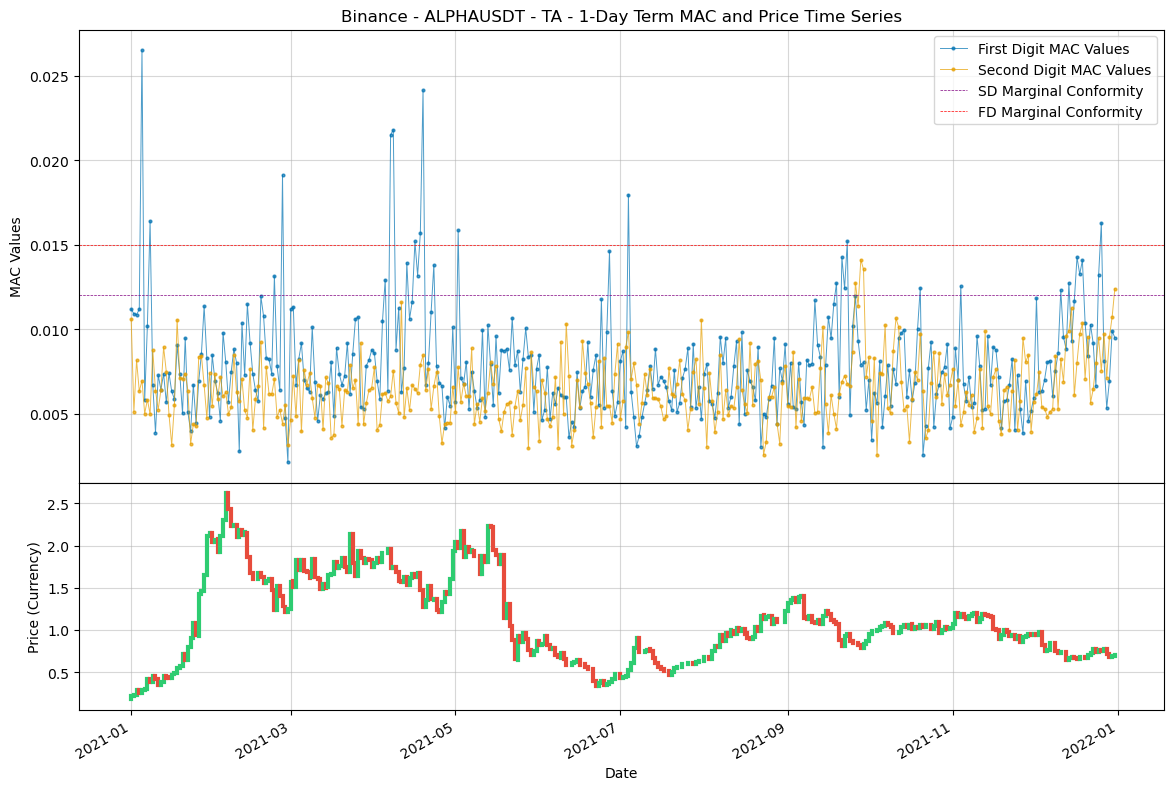 Binance - ALPHAUSDT - TA - 1-Day Term MAC and Price Time Series
First Digit MAC Values
Second Digit MAC Values
SD Marginal Conformity
FD Marginal Conformity
MAC Values
0.025
0.020
0.015
0.010
0.005
Price (Currency)
2.5
2.0
1.5
1.0
0.5
2021-01
2021-03
2021-05
2021-07
2021-09
2021-11
2022-01
Date